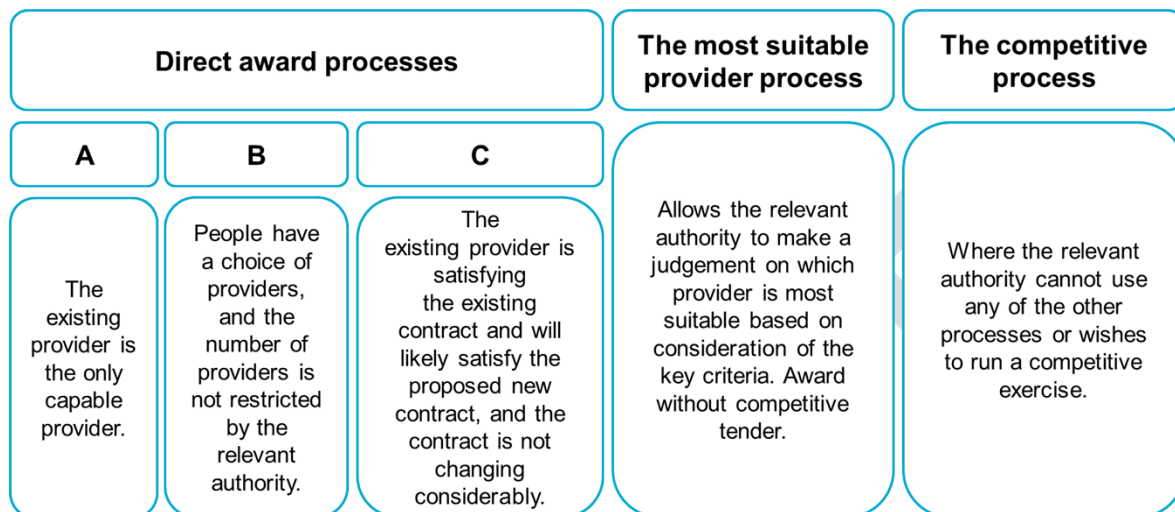 Direct award processes
The most suitable
provider process
The competitive
process
A
B
C
The
existing
provider is
the only
capable
provider.
People have
a choice of
providers,
and the
number of
providers is
not restricted
by the
relevant
authority.
The
existing provider is
satisfying
the existing
contract and will
likely satisfy the
proposed new
contract, and the
contract is not
changing
considerably.
Allows the relevant
authority to make a
judgement on which
provider is most
suitable based on
consideration of the
key criteria. Award
without competitive
tender.
Where the relevant
authority cannot use
any of the other
processes or wishes
to run a competitive
exercise.